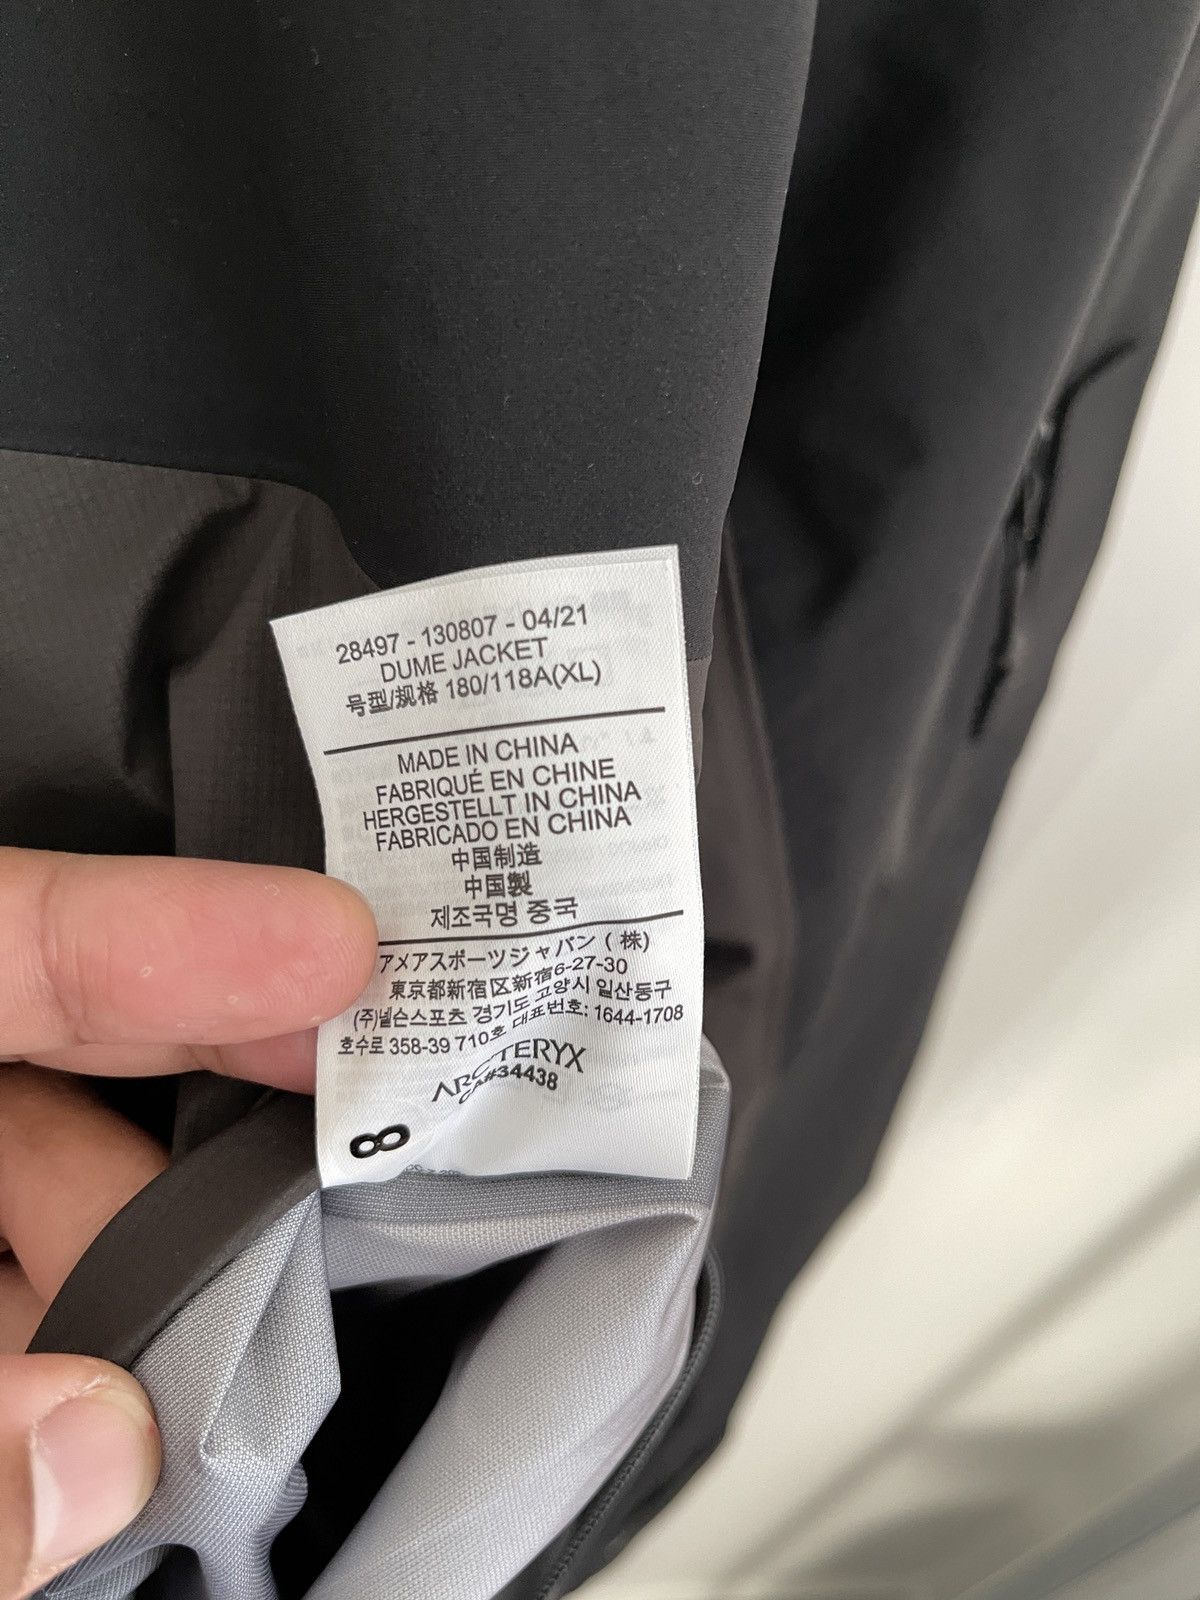 28497 - 130807 - 04/21
DUME JACKET
号型/规格 180/118A(XL)
MADE IN CHINA
FABRIQUÉ EN CHINE
HERGESTELLT IN CHINA
FABRICADO EN CHINA
中国制造
中国製
제조국명 중국
アメアスポーツジャパン (株)
東京都新宿区新宿6-27-30
(주)넬슨스포츠 경기도 고양시 일산동구
호수로 358-39 710호 대표번호: 1644-1708
ARC'TERYX
CA#34438
8